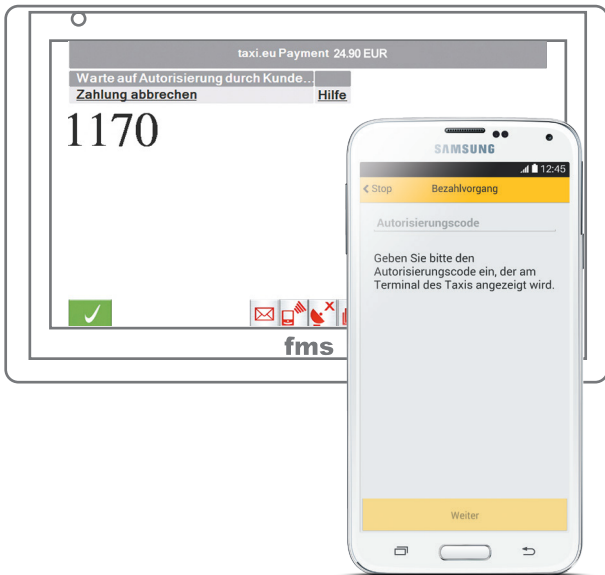 taxi.eu Payment 24.90 EUR
Warte auf Autorisierung durch Kunde...
Zahlung abbrechen Hilfe
1170
fms
SAMSUNG
12:45
Stop Bezahlvorgang
Autorisierungscode
Geben Sie bitte den
Autorisierungscode ein, der am
Terminal des Taxis angezeigt wird.
Weiter